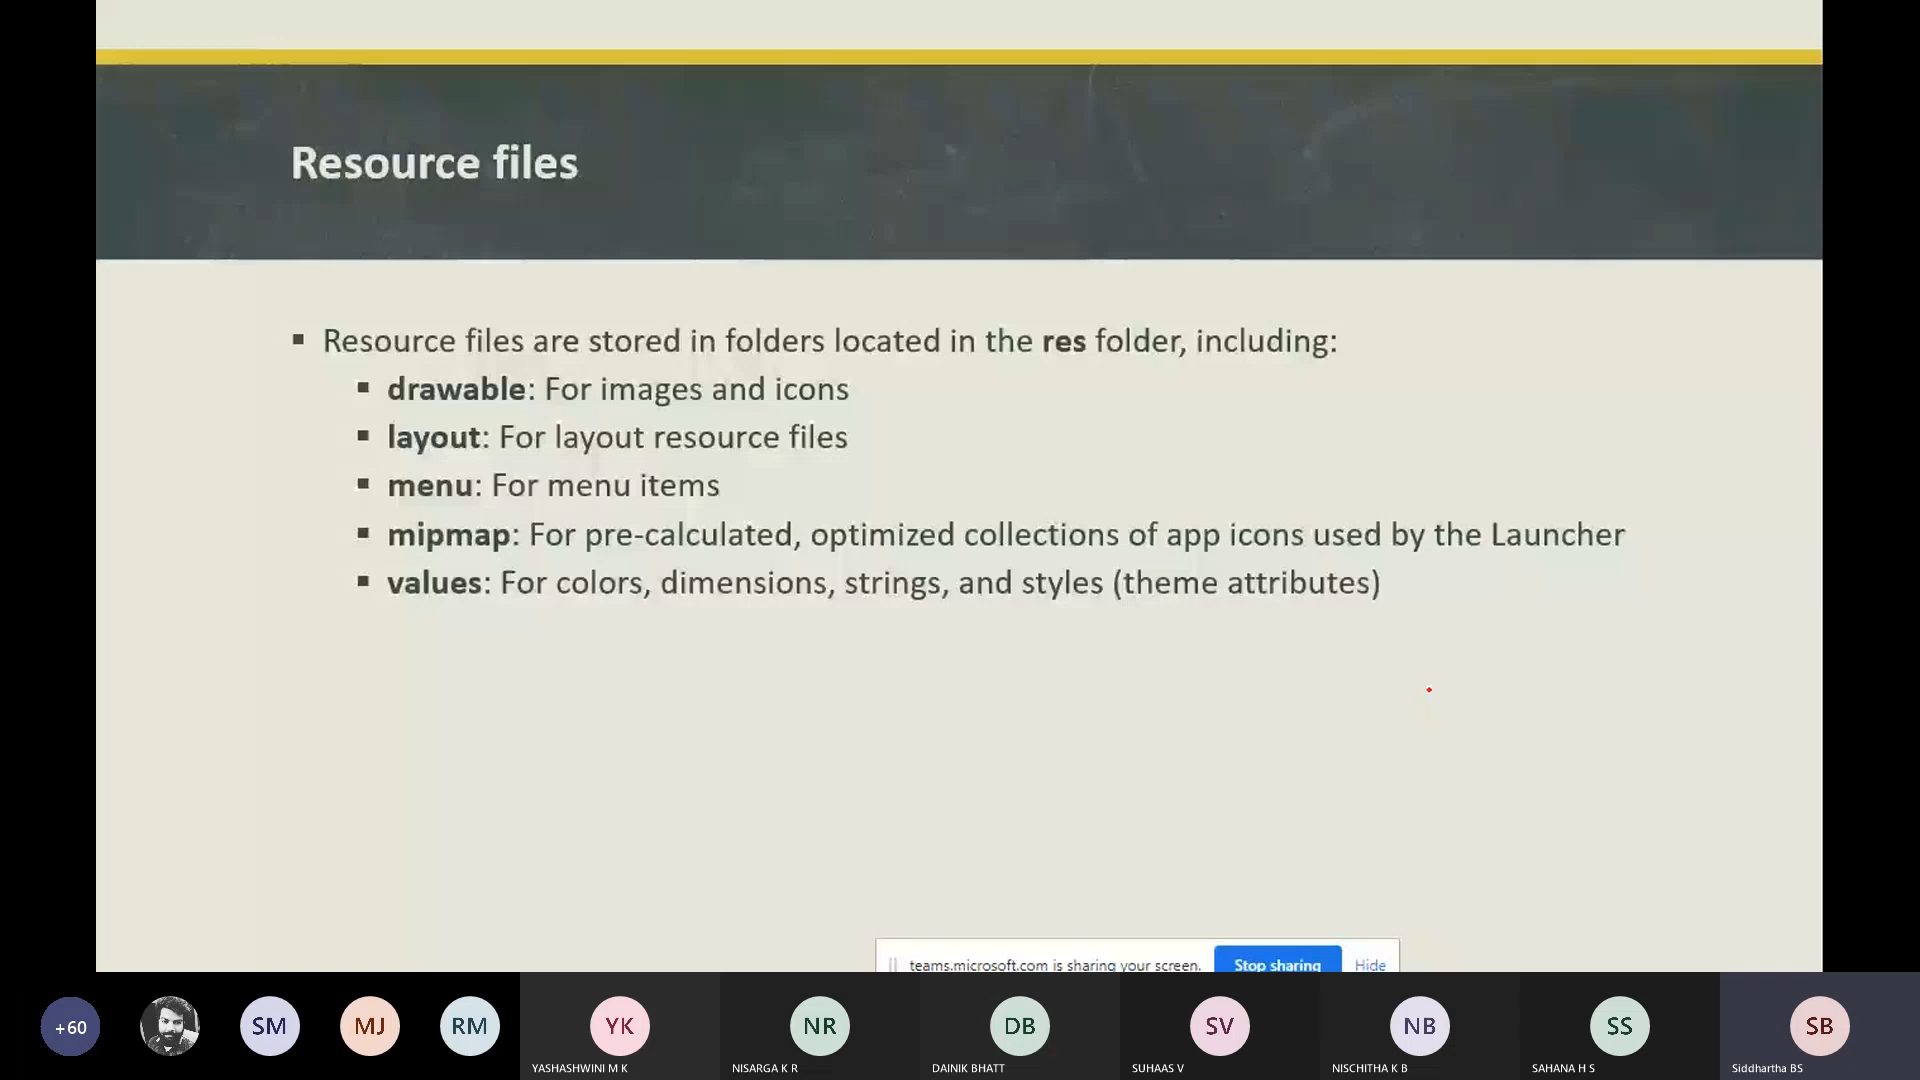 Resource files
▪ Resource files are stored in folders located in the res folder, including:
▪ drawable: For images and icons
▪ layout: For layout resource files
▪ menu: For menu items
▪ mipmap: For pre-calculated, optimized collections of app icons used by the Launcher
▪ values: For colors, dimensions, strings, and styles (theme attributes)
teams.microsoft.com is sharing your screen. Stop sharing Hide
+60 SM MJ RM YK NR DB SV NB SS SB
YASHASHWINI M K NISARGA K R DAINIK BHATT SUHAAS V NISCHITHA K B SAHANA H S Siddhartha BS